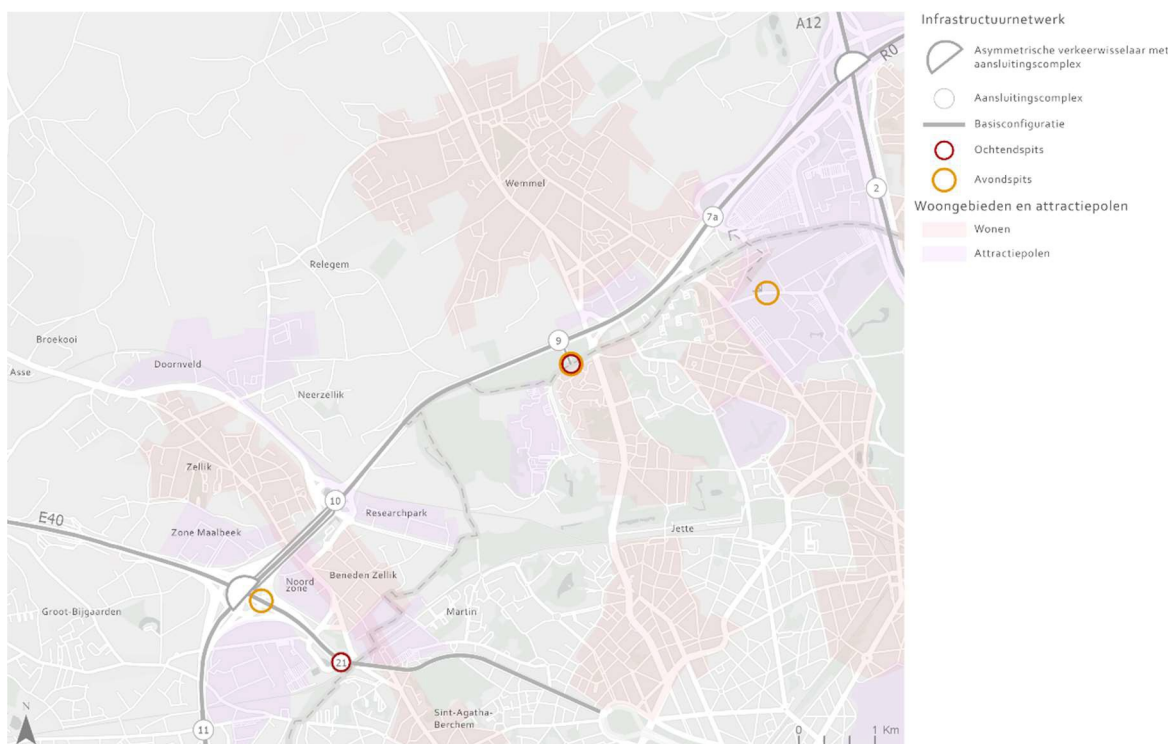 A12
R0
Wemmel
2
7a
Relegem
9
Broekooi
Doornveld
Asse
Neerzellik
Zellik
10
Researchpark
E40
Zone Maalbeek
Jette
Noord
zone
Beneden Zellik
Groot-Bijgaarden
Martin
21
Sint-Agatha-
Berchem
11
N
0 1 Km
Infrastructuurnetwerk
Asymmetrische verkeerwisselaar met
aansluitingscomplex
Aansluitingscomplex
Basisconfiguratie
Ochtendspits
Avondspits
Woongebieden en attractiepolen
Wonen
Attractiepolen